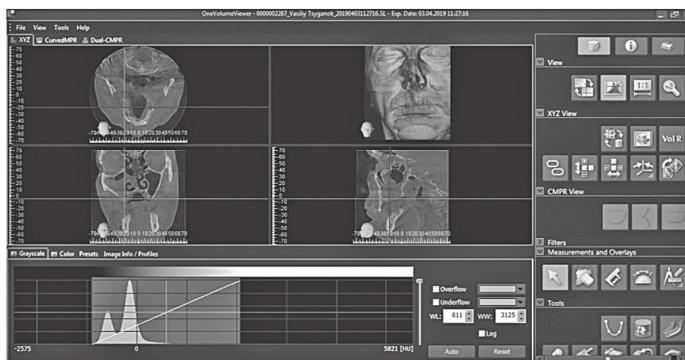 OneVolumeViewer - 0000002287_Vasiliy Tsyganok_20190403112716.SL - Exp. Date: 03.04.2019 11:27:16
File View Tools Help
XYZ CurvedMPR Dual-CMPR
View
1:1
XYZ View
Vol R
CMPR View
Filters
Measurements and Overlays
Tools
Grayscale Color Presets Image Info / Profiles
Overflow
Underflow
WL: 611 WW: 3125
Log
Auto Reset
-2575 0 5821 [HU]